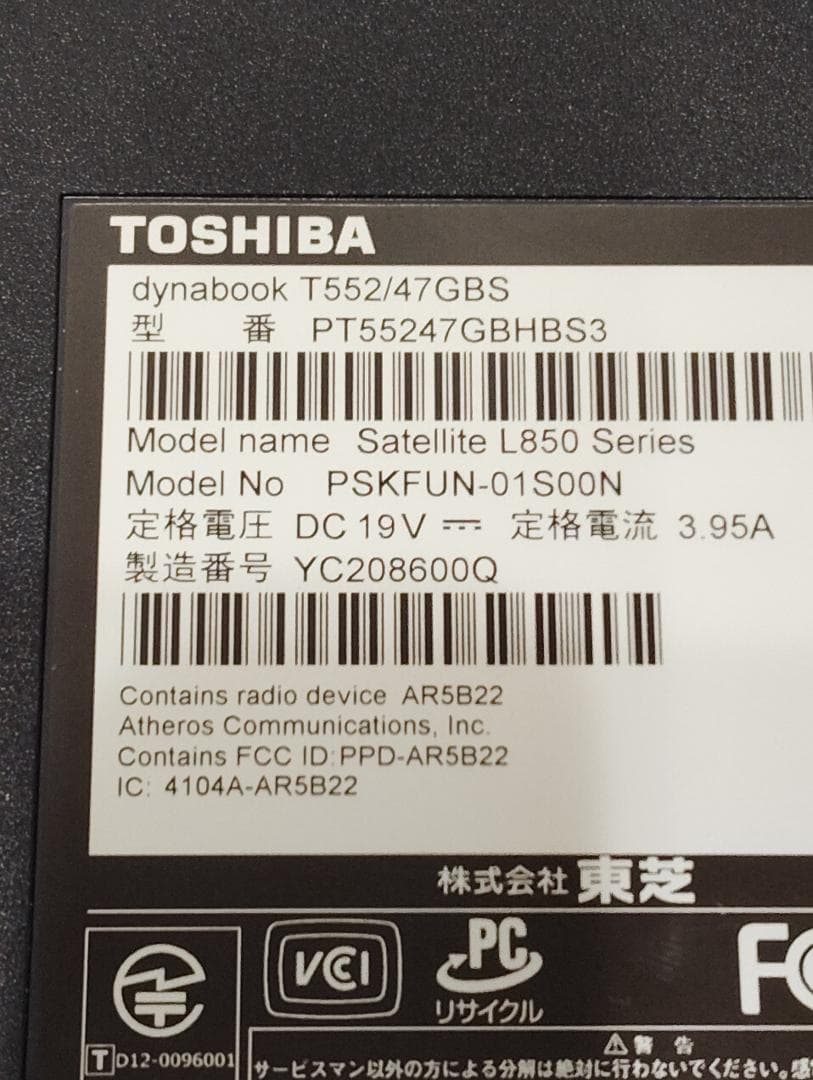 TOSHIBA
dynabook T552/47GBS
型 番 PT55247GBHBS3
Model name Satellite L850 Series
Model No PSKFUN-01S00N
定格電圧 DC 19V ⎓ 定格電流 3.95A
製造番号 YC208600Q
Contains radio device AR5B22
Atheros Communications, Inc.
Contains FCC ID:PPD-AR5B22
IC: 4104A-AR5B22
株式会社 東芝
VCI PC FC
リサイクル
T D12-0096001
⚠警 告
サービスマン以外の方による分解は絶対に行わないでください。感